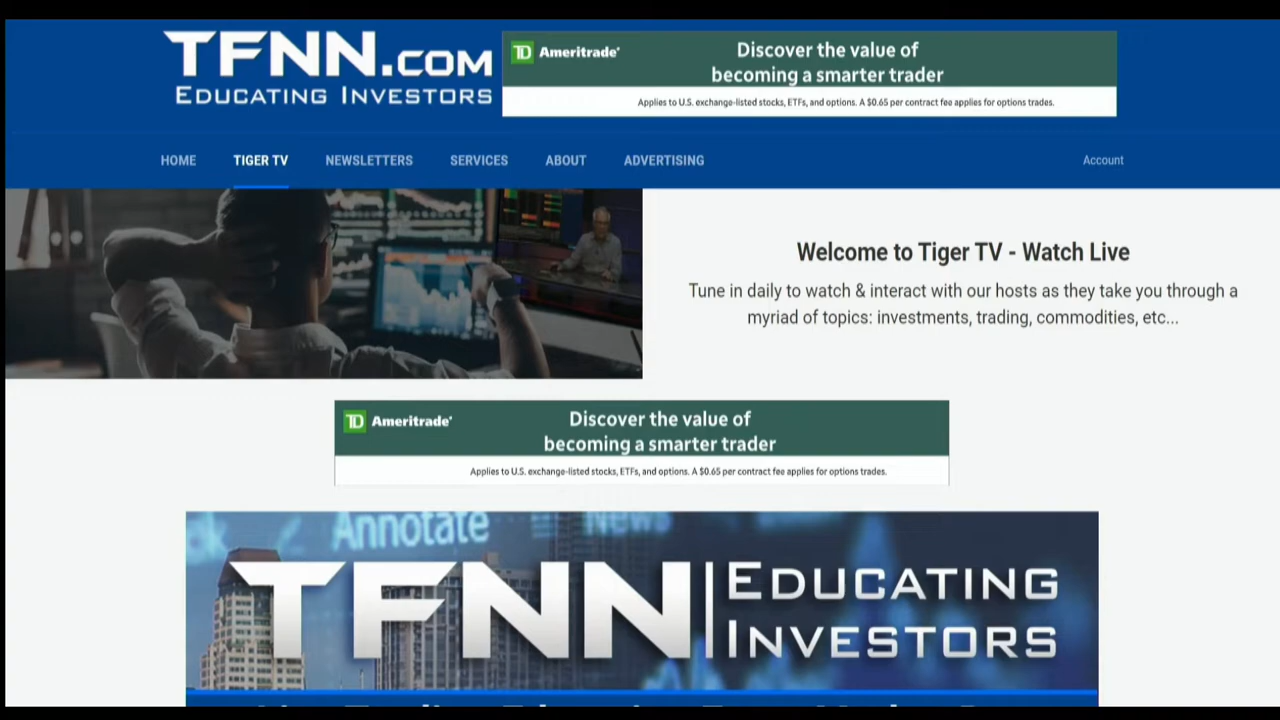 TFNN.COM
EDUCATING INVESTORS
TD Ameritrade
Discover the value of
becoming a smarter trader
Applies to U.S. exchange-listed stocks, ETFs, and options. A $0.65 per contract fee applies for options trades.
HOME TIGER TV NEWSLETTERS SERVICES ABOUT ADVERTISING Account
Welcome to Tiger TV - Watch Live
Tune in daily to watch & interact with our hosts as they take you through a
myriad of topics: investments, trading, commodities, etc...
TD Ameritrade
Discover the value of
becoming a smarter trader
Applies to U.S. exchange-listed stocks, ETFs, and options. A $0.65 per contract fee applies for options trades.
Annotate News
TFNN EDUCATING
INVESTORS